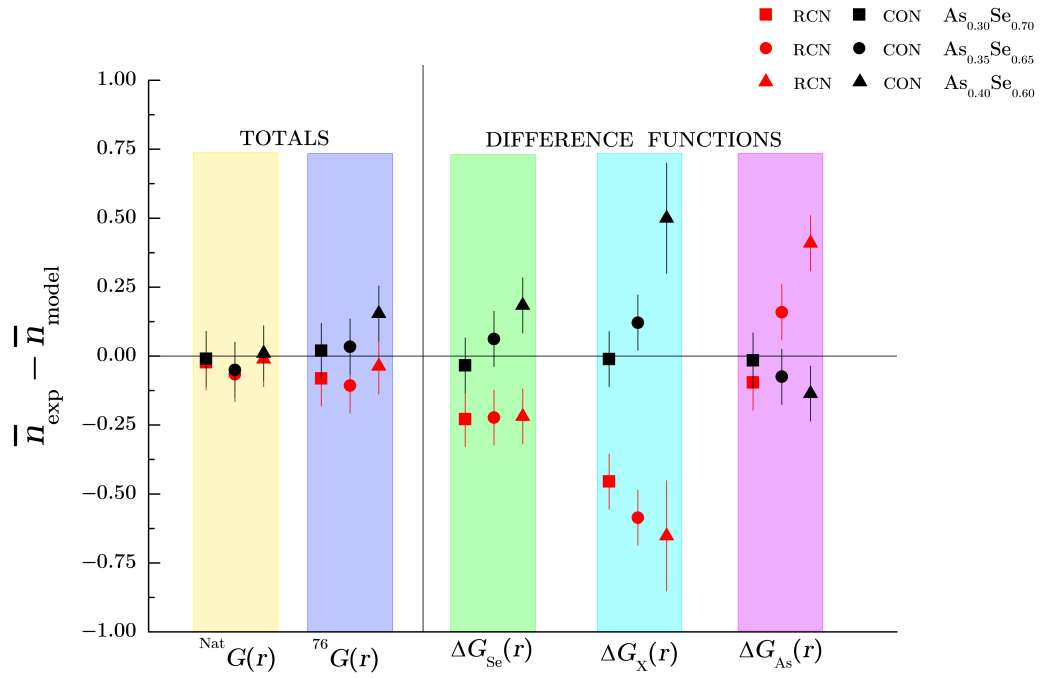 RCN CON As0.30Se0.70
RCN CON As0.35Se0.65
RCN CON As0.40Se0.60
TOTALS
DIFFERENCE FUNCTIONS
1.00
0.75
0.50
0.25
0.00
−0.25
−0.50
−0.75
−1.00
n̅exp − n̅model
NatG(r) 76G(r) ΔGSe(r) ΔGX(r) ΔGAs(r)